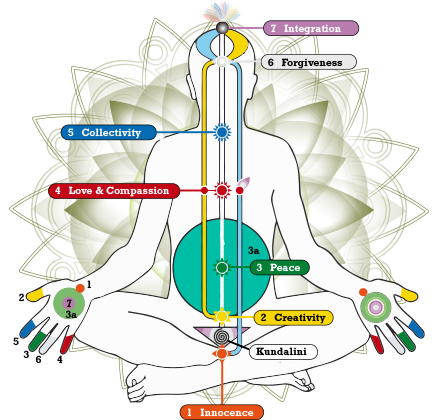 7 Integration
6 Forgiveness
5 Collectivity
4 Love & Compassion
3a
3 Peace
2 Creativity
Kundalini
1 Innocence
1
2
7
3a
5
3
6
4